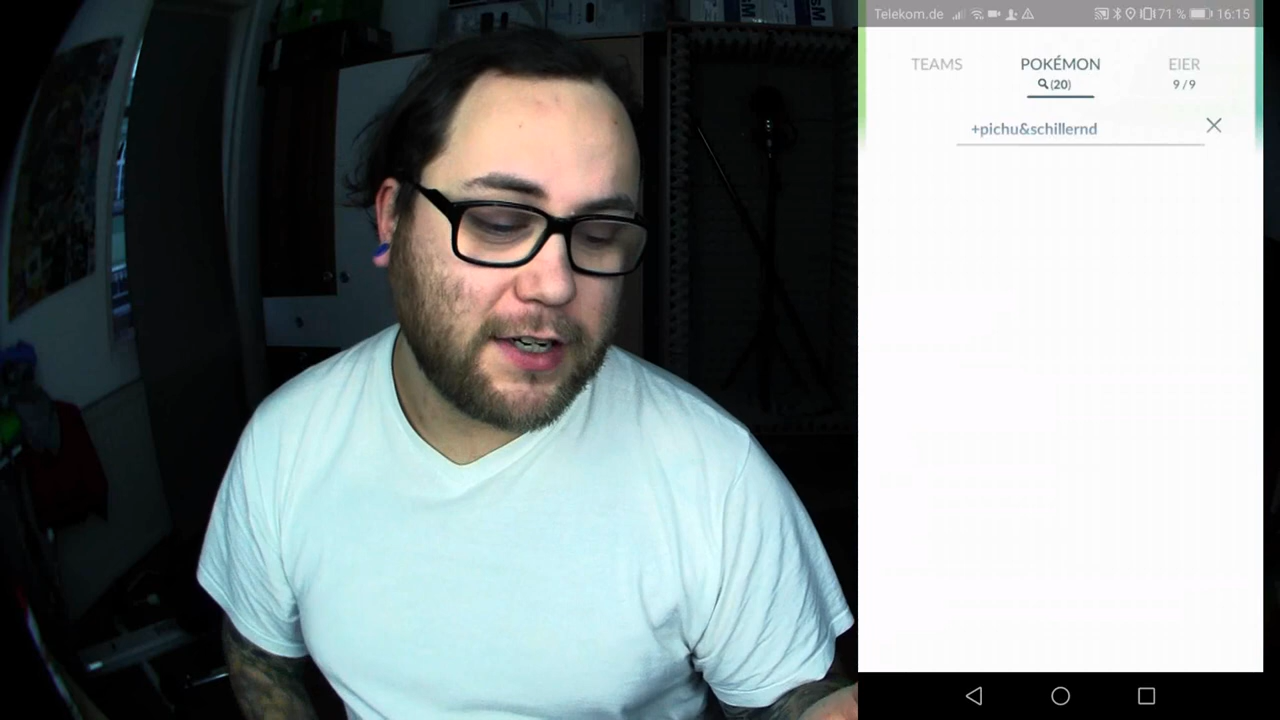 Telekom.de
71 %
16:15
TEAMS
POKÉMON
EIER
(20)
9/9
+pichu&schillernd